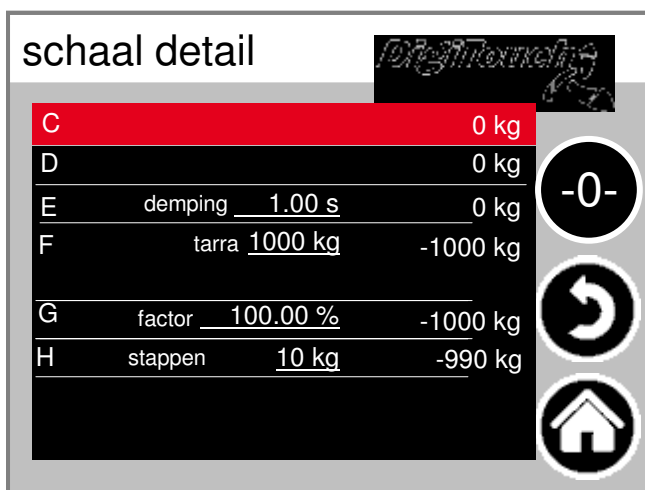 schaal detail
DigiTouch
C 0 kg
D 0 kg
E demping 1.00 s 0 kg
F tarra 1000 kg -1000 kg
G factor 100.00 % -1000 kg
H stappen 10 kg -990 kg
-0-